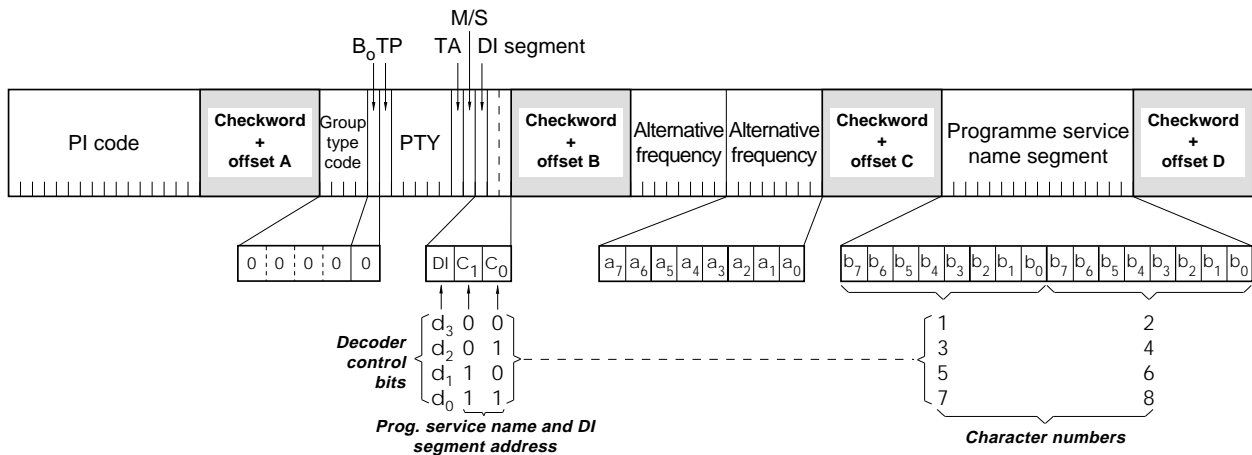 M/S
BₒTP TA DI segment
PI code
Checkword + offset A
Group type code
PTY
Checkword + offset B
Alternative frequency
Alternative frequency
Checkword + offset C
Programme service name segment
Checkword + offset D
0 0 0 0 0
DI C₁ C₀
a₇ a₆ a₅ a₄ a₃ a₂ a₁ a₀
b₇ b₆ b₅ b₄ b₃ b₂ b₁ b₀ b₇ b₆ b₅ b₄ b₃ b₂ b₁ b₀
Decoder control bits
d₃ 0 0
d₂ 0 1
d₁ 1 0
d₀ 1 1
1 2
3 4
5 6
7 8
Prog. service name and DI
segment address
Character numbers